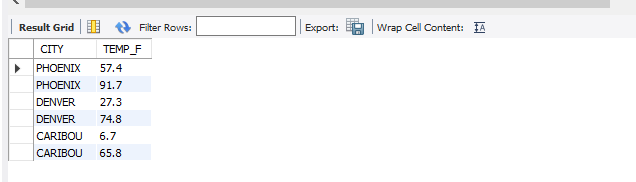 Result Grid Filter Rows: Export: Wrap Cell Content: IA
CITY TEMP_F
PHOENIX 57.4
PHOENIX 91.7
DENVER 27.3
DENVER 74.8
CARIBOU 6.7
CARIBOU 65.8